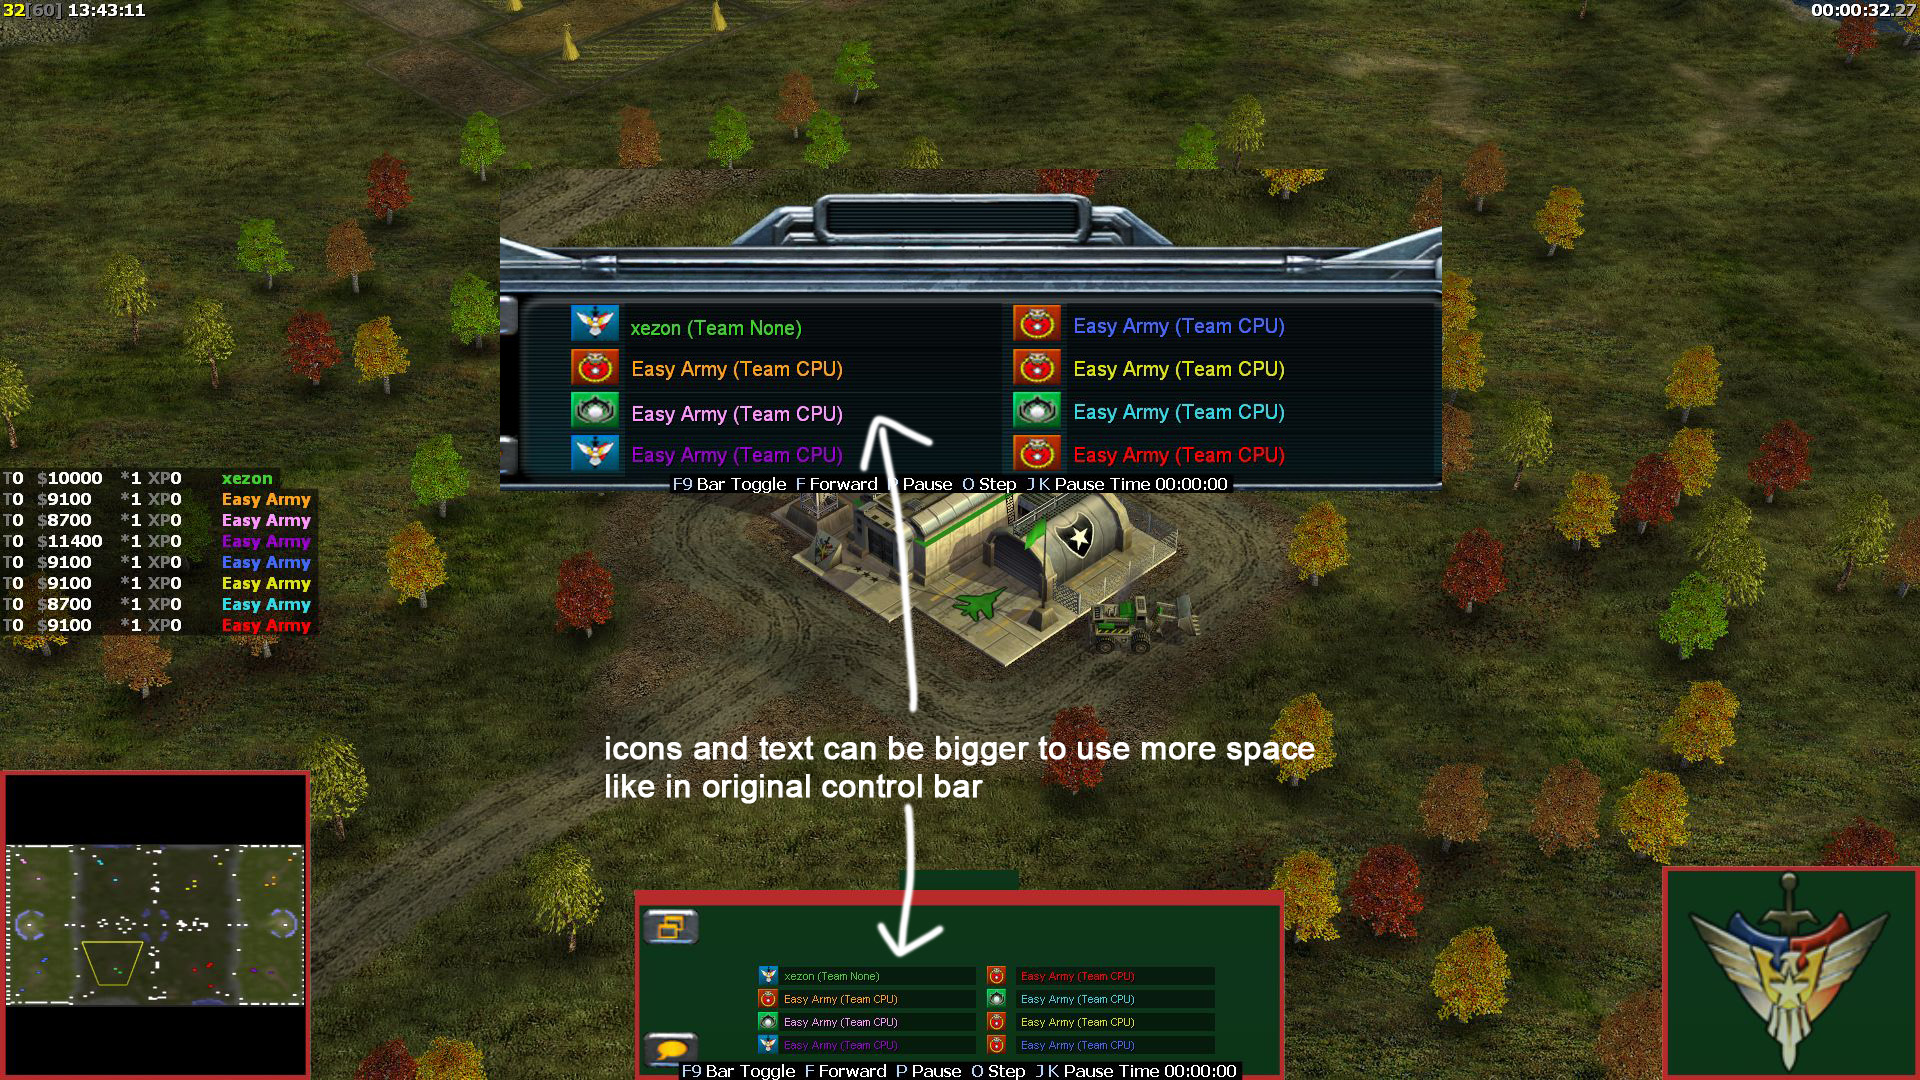 32[60] 13:43:11
00:00:32.27
xezon (Team None)
Easy Army (Team CPU)
Easy Army (Team CPU)
Easy Army (Team CPU)
Easy Army (Team CPU)
Easy Army (Team CPU)
Easy Army (Team CPU)
Easy Army (Team CPU)
F9 Bar Toggle F Forward P Pause O Step J K Pause Time 00:00:00
T0 $10000 *1 XP0 xezon
T0 $9100 *1 XP0 Easy Army
T0 $8700 *1 XP0 Easy Army
T0 $11400 *1 XP0 Easy Army
T0 $9100 *1 XP0 Easy Army
T0 $9100 *1 XP0 Easy Army
T0 $8700 *1 XP0 Easy Army
T0 $9100 *1 XP0 Easy Army
icons and text can be bigger to use more space
like in original control bar
xezon (Team None)
Easy Army (Team CPU)
Easy Army (Team CPU)
Easy Army (Team CPU)
Easy Army (Team CPU)
Easy Army (Team CPU)
Easy Army (Team CPU)
Easy Army (Team CPU)
F9 Bar Toggle F Forward P Pause O Step J K Pause Time 00:00:00